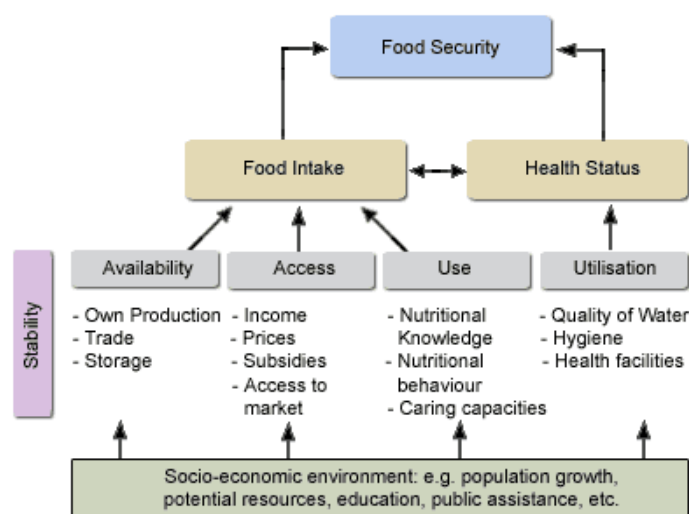 Food Security
Food Intake
Health Status
Stability
Availability
Access
Use
Utilisation
- Own Production
- Trade
- Storage
- Income
- Prices
- Subsidies
- Access to
market
- Nutritional
Knowledge
- Nutritional
behaviour
- Caring capacities
- Quality of Water
- Hygiene
- Health facilities
Socio-economic environment: e.g. population growth,
potential resources, education, public assistance, etc.